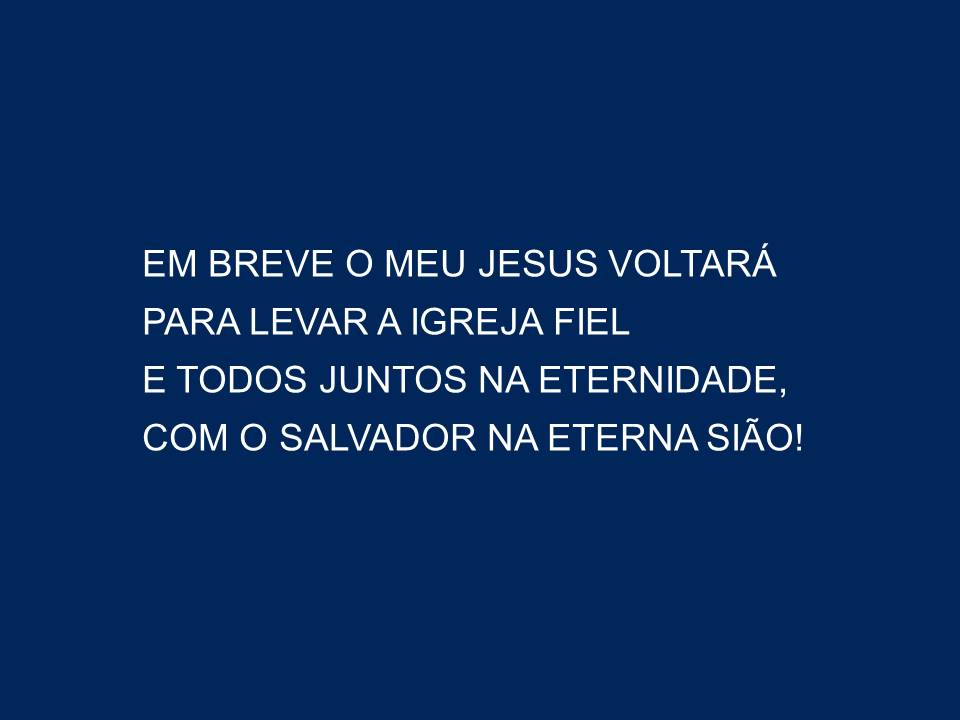 EM BREVE O MEU JESUS VOLTARÁ
PARA LEVAR A IGREJA FIEL
E TODOS JUNTOS NA ETERNIDADE,
COM O SALVADOR NA ETERNA SIÃO!